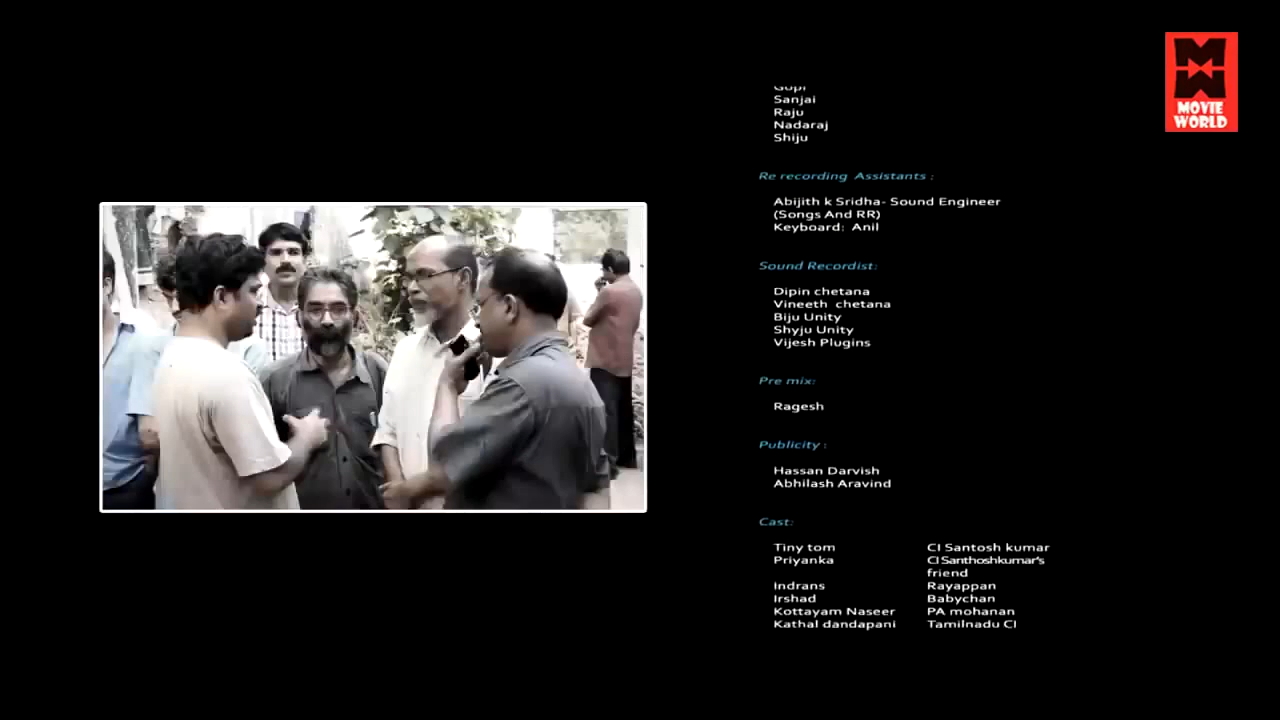 Gopi
Sanjai
Raju
Nadaraj
Shiju
Re recording Assistants :
Abijith k Sridha- Sound Engineer
(Songs And RR)
Keyboard: Anil
Sound Recordist:
Dipin chetana
Vineeth chetana
Biju Unity
Shyju Unity
Vijesh Plugins
Pre mix:
Ragesh
Publicity :
Hassan Darvish
Abhilash Aravind
Cast:
Tiny tom CI Santosh kumar
Priyanka CI Santhoshkumar's
friend
Indrans Rayappan
Irshad Babychan
Kottayam Naseer PA mohanan
Kathal dandapani Tamilnadu CI
MOVIE
WORLD